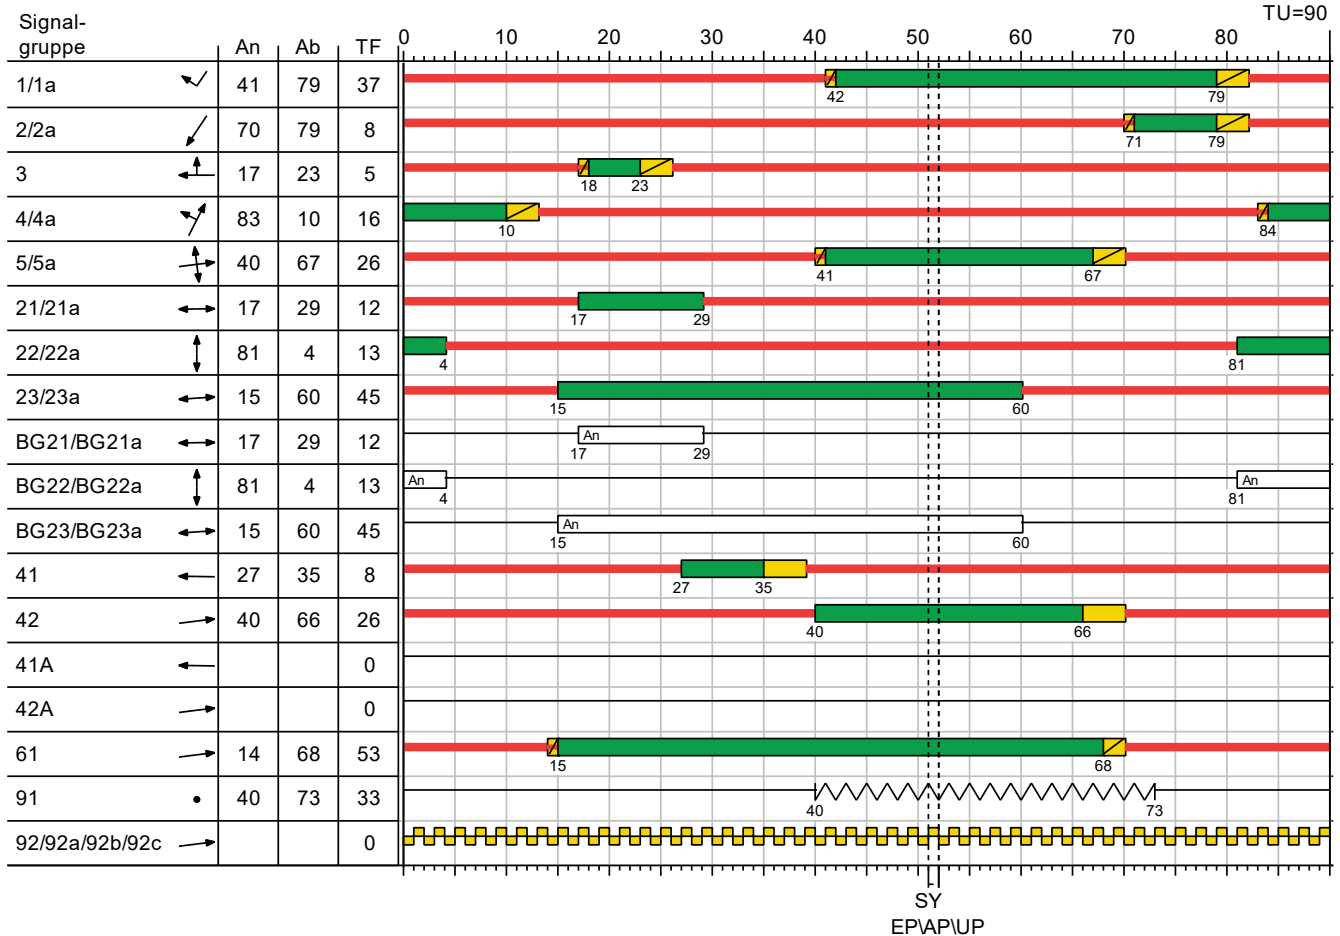 TU=90
Signal-
gruppe An Ab TF 0 10 20 30 40 50 60 70 80
1/1a 41 79 37
42 79
2/2a 70 79 8
71 79
3 17 23 5
18 23
4/4a 83 10 16
10 84
5/5a 40 67 26
41 67
21/21a 17 29 12
17 29
22/22a 81 4 13
4 81
23/23a 15 60 45
15 60
BG21/BG21a 17 29 12 An
17 29
BG22/BG22a 81 4 13 An An
4 81
BG23/BG23a 15 60 45 An
15 60
41 27 35 8
27 35
42 40 66 26
40 66
41A 0
42A 0
61 14 68 53
15 68
91 40 73 33
40 73
92/92a/92b/92c 0
SY
EP\AP\UP